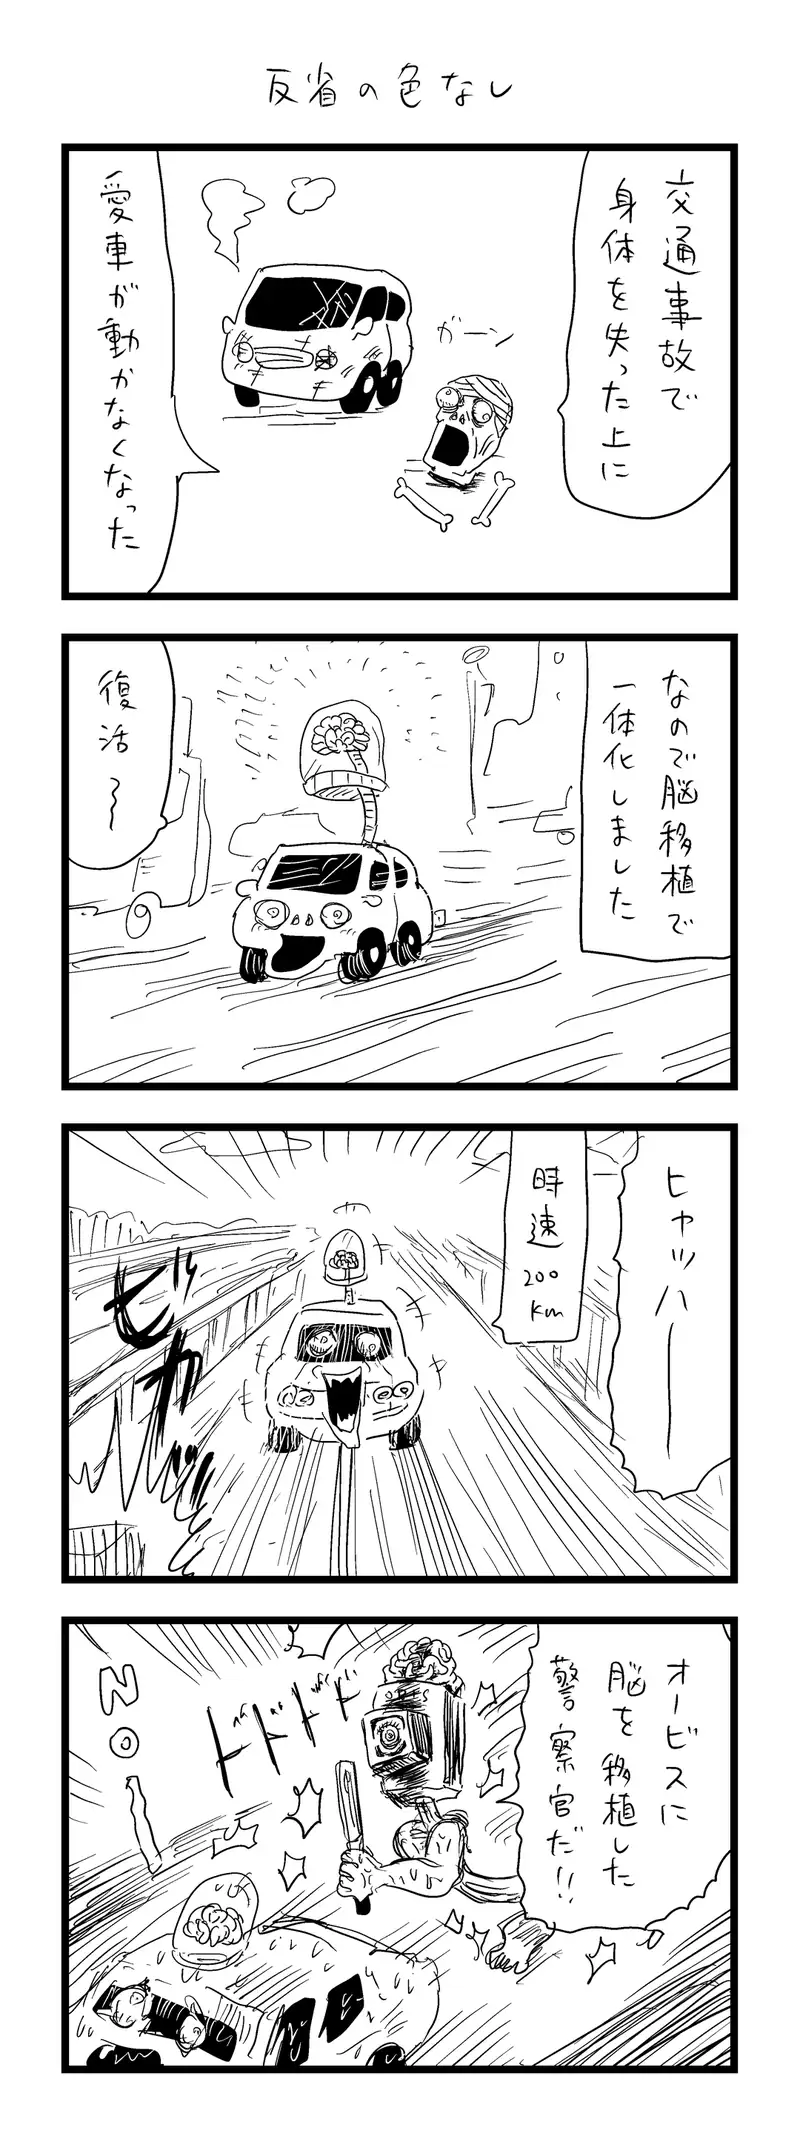 反省の色なし
交通事故で
身体を失った上に
ガーン
愛車が動かなくなった
なので脳移植で
一体化しました
復活〜
ヒャッハー
時速
200
km
オービスに
脳を移植した
警察官だ!!
ドドドド
NO